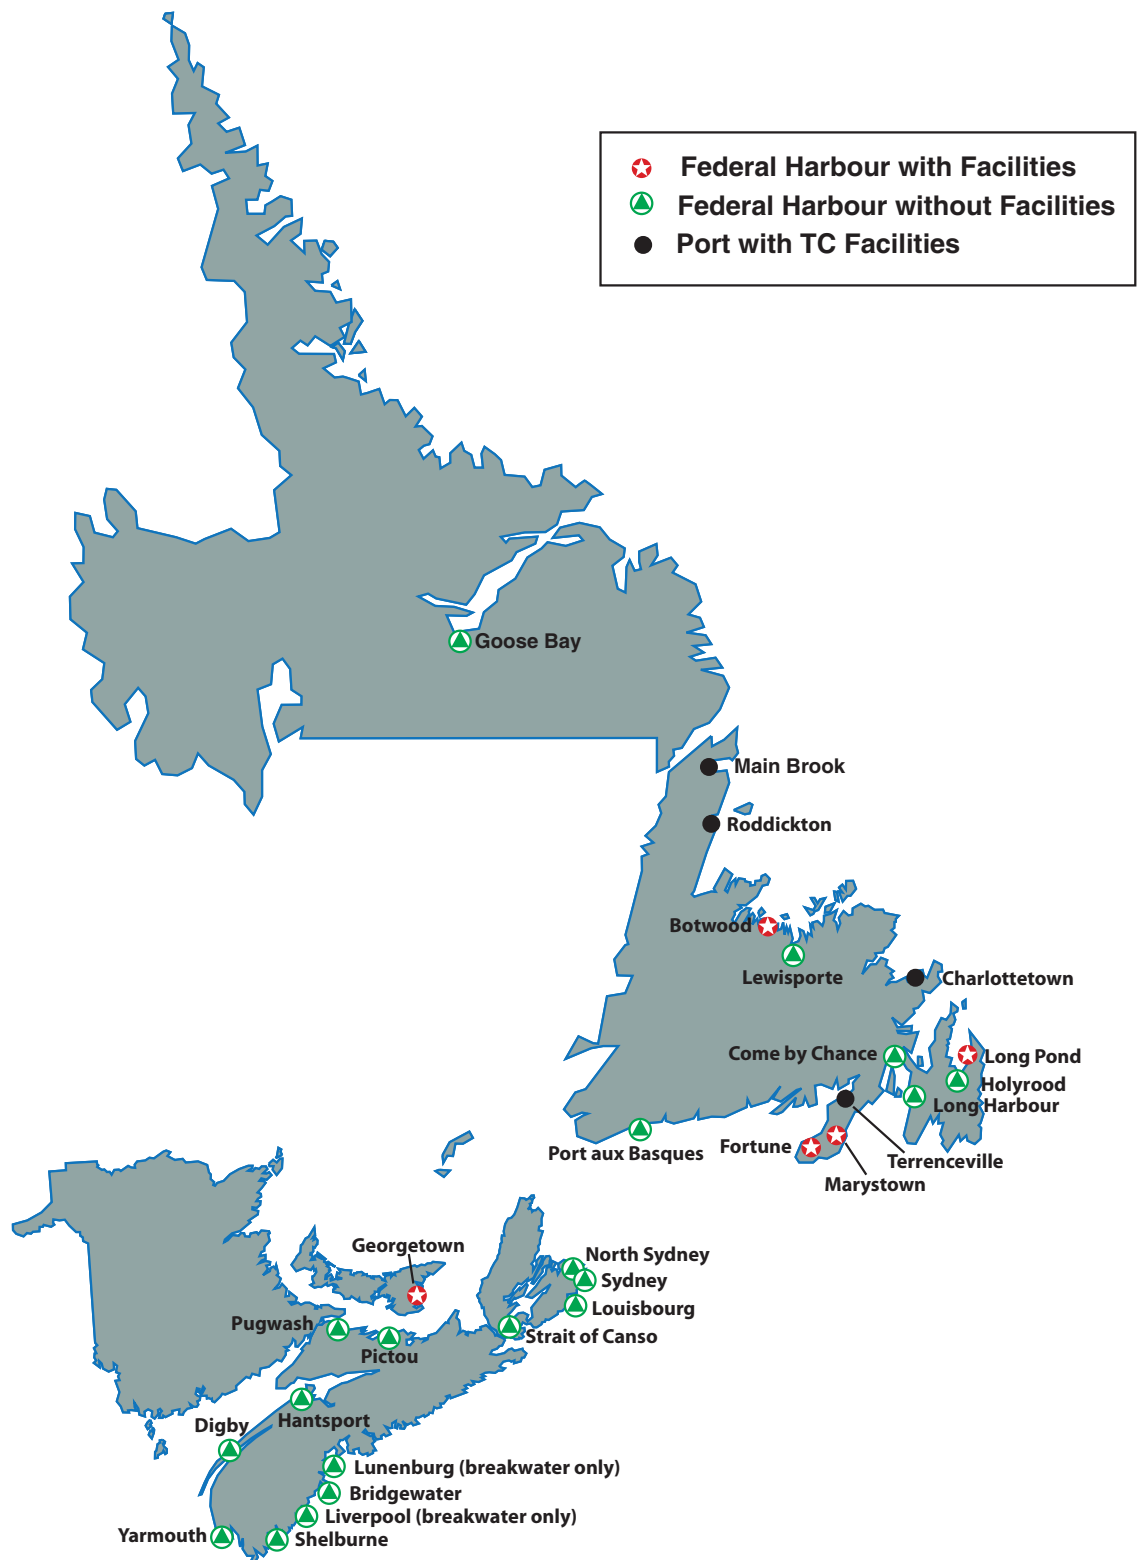 Federal Harbour with Facilities
Federal Harbour without Facilities
Port with TC Facilities
Goose Bay
Main Brook
Roddickton
Botwood
Lewisporte
Charlottetown
Come by Chance
Long Pond
Holyrood
Long Harbour
Port aux Basques
Fortune
Terrenceville
Marystown
Georgetown
North Sydney
Sydney
Louisbourg
Pugwash
Strait of Canso
Pictou
Hantsport
Digby
Lunenburg (breakwater only)
Bridgewater
Liverpool (breakwater only)
Yarmouth
Shelburne